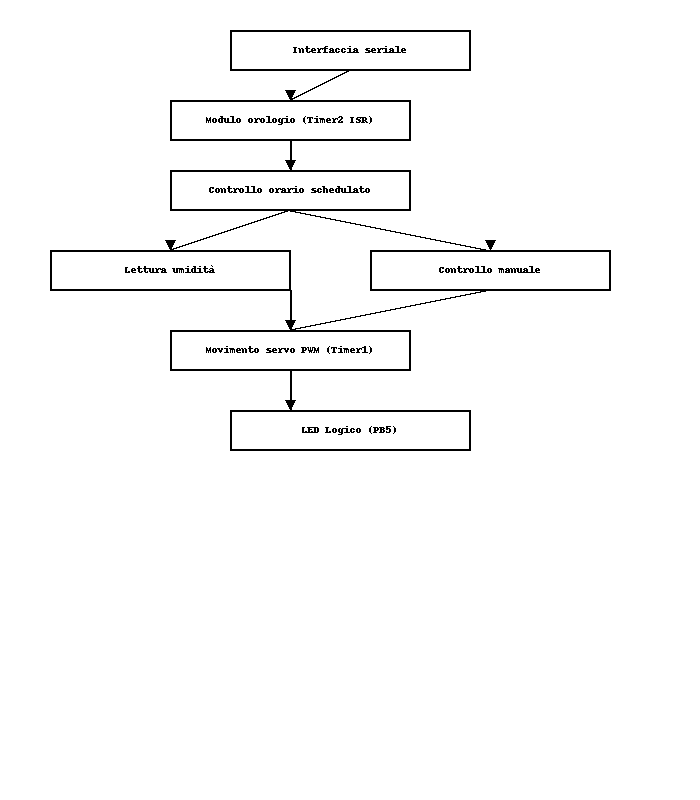 Interfaccia seriale
Modulo orologio (Timer2 ISR)
Controllo orario schedulato
Lettura umidità
Controllo manuale
Movimento servo PWM (Timer1)
LED Logico (PB5)